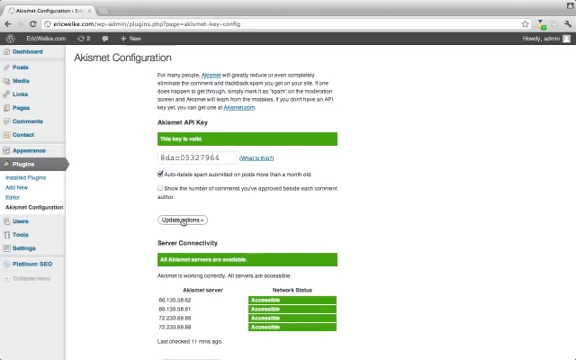 Akismet Configuration ‹ Eri
ericwelke.com/wp-admin/plugins.php?page=akismet-key-config
EricWelke.com
2
New
Howdy, admin
Dashboard
Posts
Media
Links
Pages
Comments
Contact
Appearance
Plugins
Installed Plugins
Add New
Editor
Akismet Configuration
Users
Tools
Settings
Platinum SEO
Collapse menu
Akismet Configuration
For many people, Akismet will greatly reduce or even completely
eliminate the comment and trackback spam you get on your site. If one
does happen to get through, simply mark it as "spam" on the moderation
screen and Akismet will learn from the mistakes. If you don't have an API
key yet, you can get one at Akismet.com.
Akismet API Key
This key is valid.
8dac05327964
(What is this?)
Auto-delete spam submitted on posts more than a month old.
Show the number of comments you've approved beside each comment
author.
Update options »
Server Connectivity
All Akismet servers are available.
Akismet is working correctly. All servers are accessible.
Akismet server Network Status
66.135.58.62 Accessible
66.135.58.61 Accessible
72.233.69.89 Accessible
72.233.69.88 Accessible
Last checked 11 mins ago.